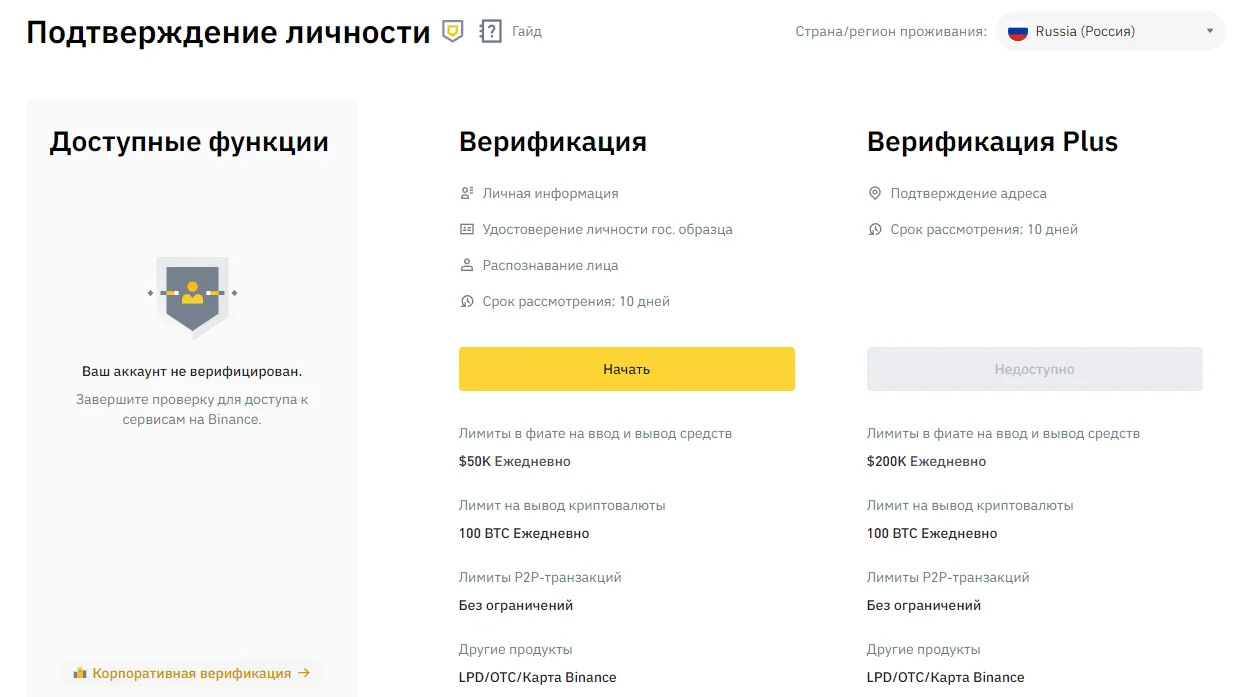 Подтверждение личности
Гайд
Страна/регион проживания:
Russia (Россия)
Доступные функции
Ваш аккаунт не верифицирован.
Завершите проверку для доступа к
сервисам на Binance.
Корпоративная верификация →
Верификация
Личная информация
Удостоверение личности гос. образца
Распознавание лица
Срок рассмотрения: 10 дней
Начать
Лимиты в фиате на ввод и вывод средств
$50K Ежедневно
Лимит на вывод криптовалюты
100 BTC Ежедневно
Лимиты P2P-транзакций
Без ограничений
Другие продукты
LPD/OTC/Карта Binance
Верификация Plus
Подтверждение адреса
Срок рассмотрения: 10 дней
Недоступно
Лимиты в фиате на ввод и вывод средств
$200K Ежедневно
Лимит на вывод криптовалюты
100 BTC Ежедневно
Лимиты P2P-транзакций
Без ограничений
Другие продукты
LPD/OTC/Карта Binance